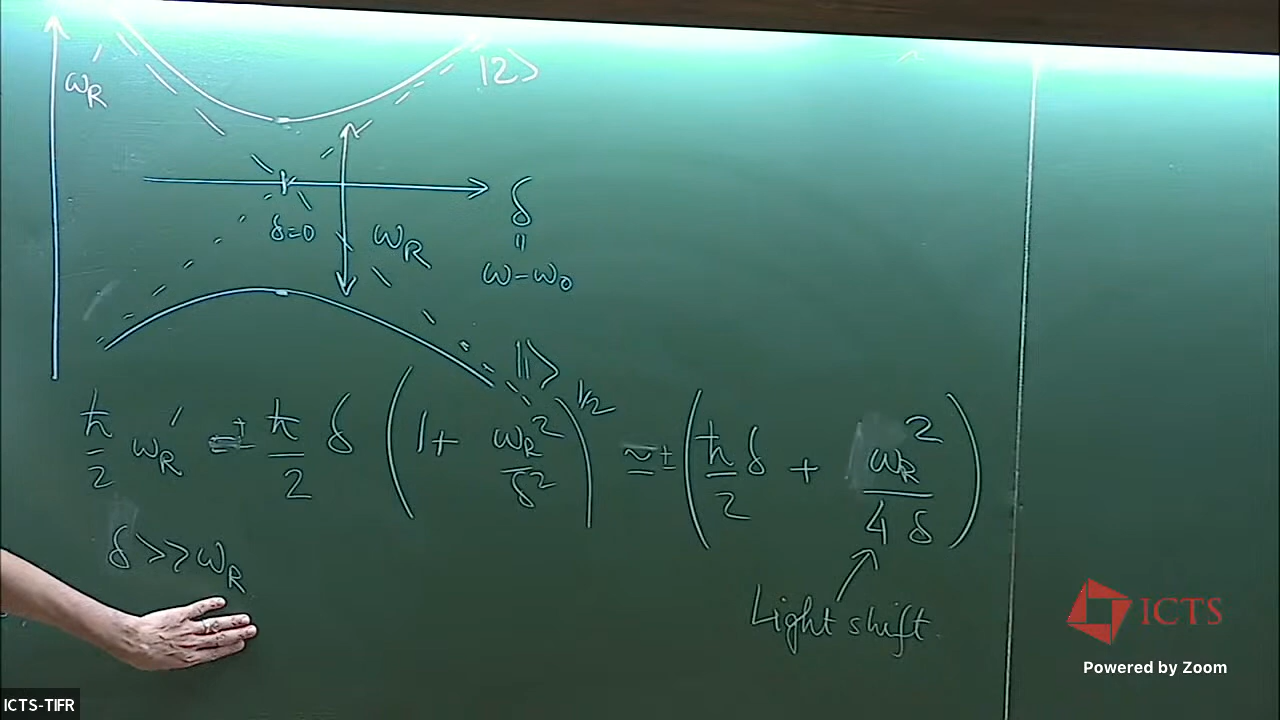 ω'_R
|2>
δ
δ=0
ω_R
"
ω-ω₀
|1>
ħ/2 ω_R' = ± ħ/2 δ (1 + ω_R²/δ²)^1/2 ≃ ± (ħ/2 δ + ω_R²/4δ)
δ>>ω_R
Light shift
ICTS
Powered by Zoom
ICTS-TIFR